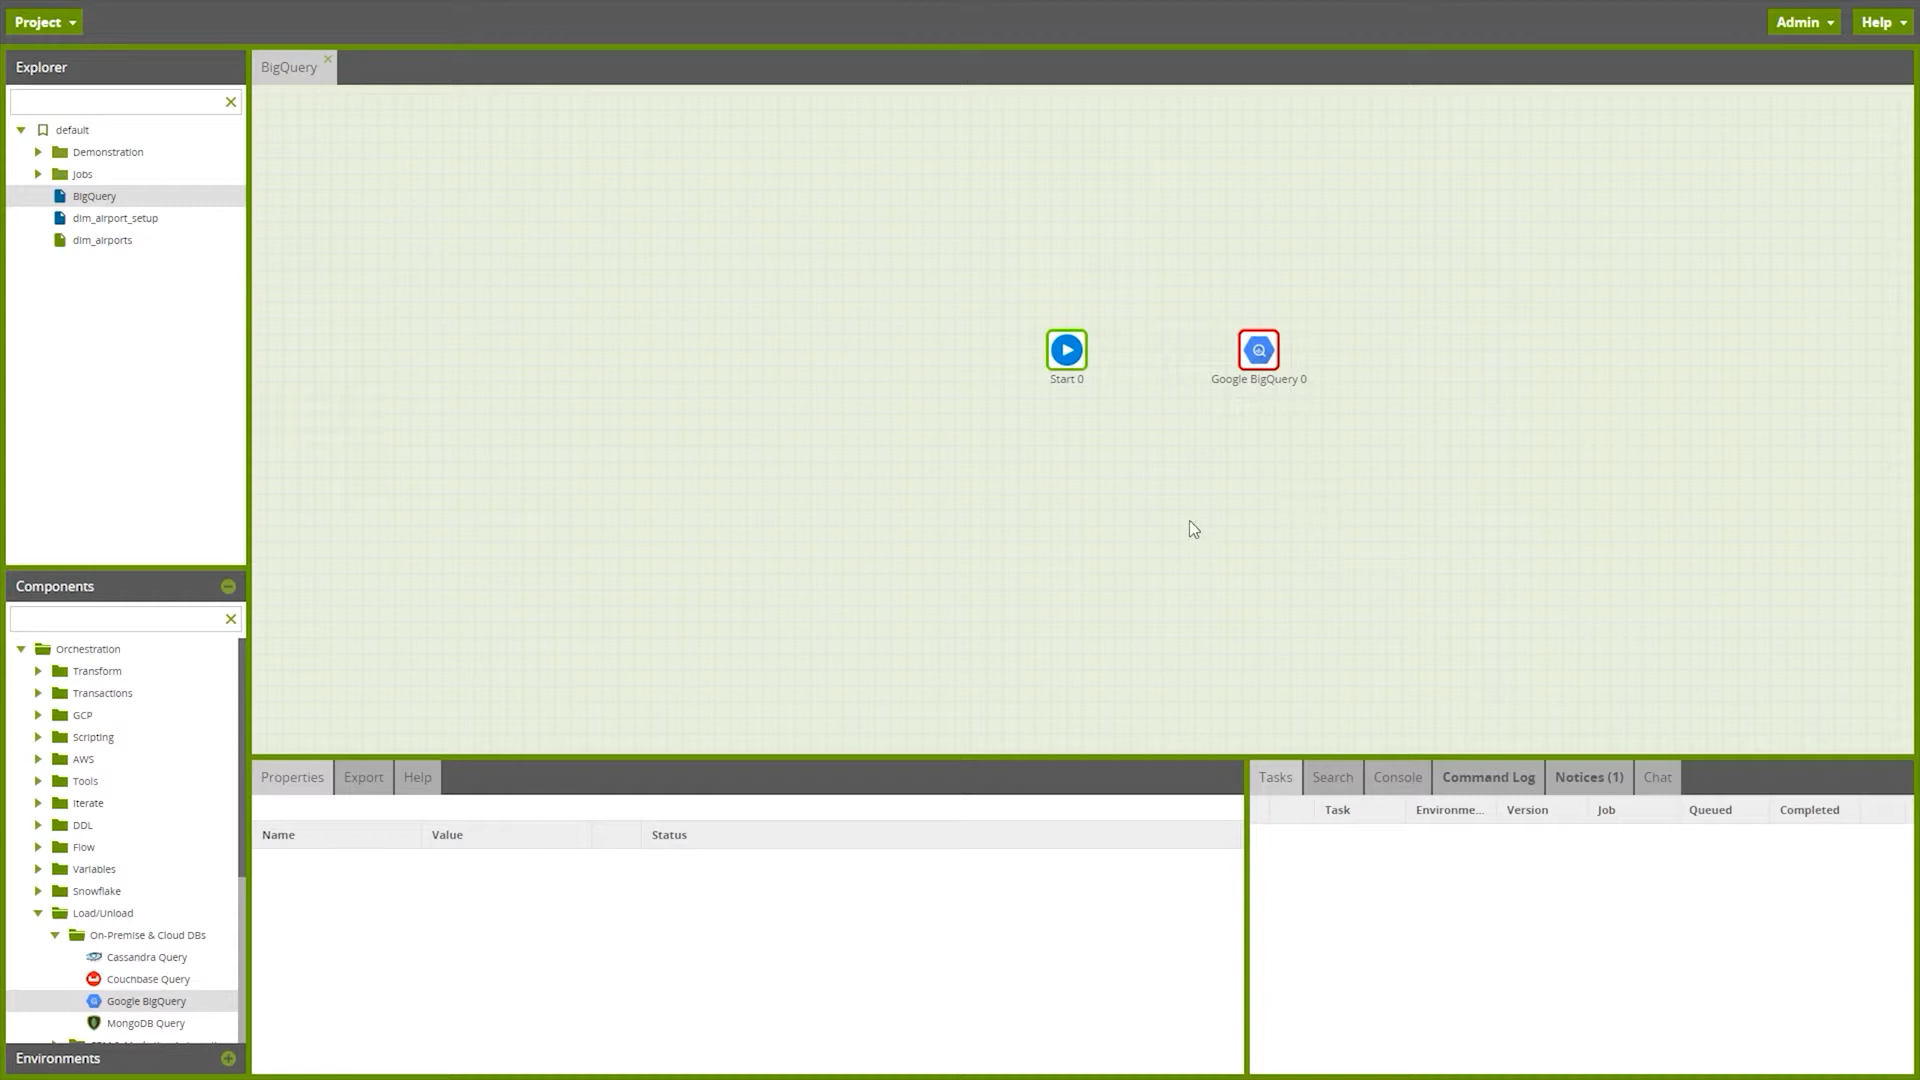 Project
Admin
Help
Explorer
default
Demonstration
Jobs
BigQuery
dim_airport_setup
dim_airports
BigQuery
Start 0
Google BigQuery 0
Components
Orchestration
Transform
Transactions
GCP
Scripting
AWS
Tools
Iterate
DDL
Flow
Variables
Snowflake
Load/Unload
On-Premise & Cloud DBs
Cassandra Query
Couchbase Query
Google BigQuery
MongoDB Query
Environments
Properties Export Help
Name Value Status
Tasks Search Console Command Log Notices (1) Chat
Task Environme... Version Job Queued Completed